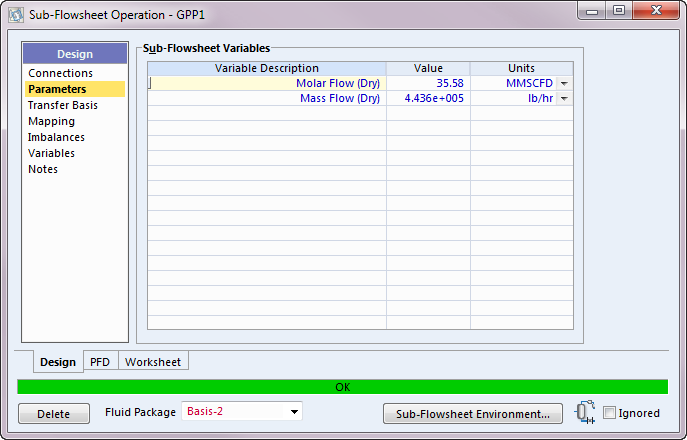 Sub-Flowsheet Operation - GPP1
Design
Connections
Parameters
Transfer Basis
Mapping
Imbalances
Variables
Notes
Sub-Flowsheet Variables
Variable Description Value Units
Molar Flow (Dry) 35.58 MMSCFD
Mass Flow (Dry) 4.436e+005 lb/hr
Design PFD Worksheet
OK
Delete Fluid Package Basis-2 Sub-Flowsheet Environment... Ignored